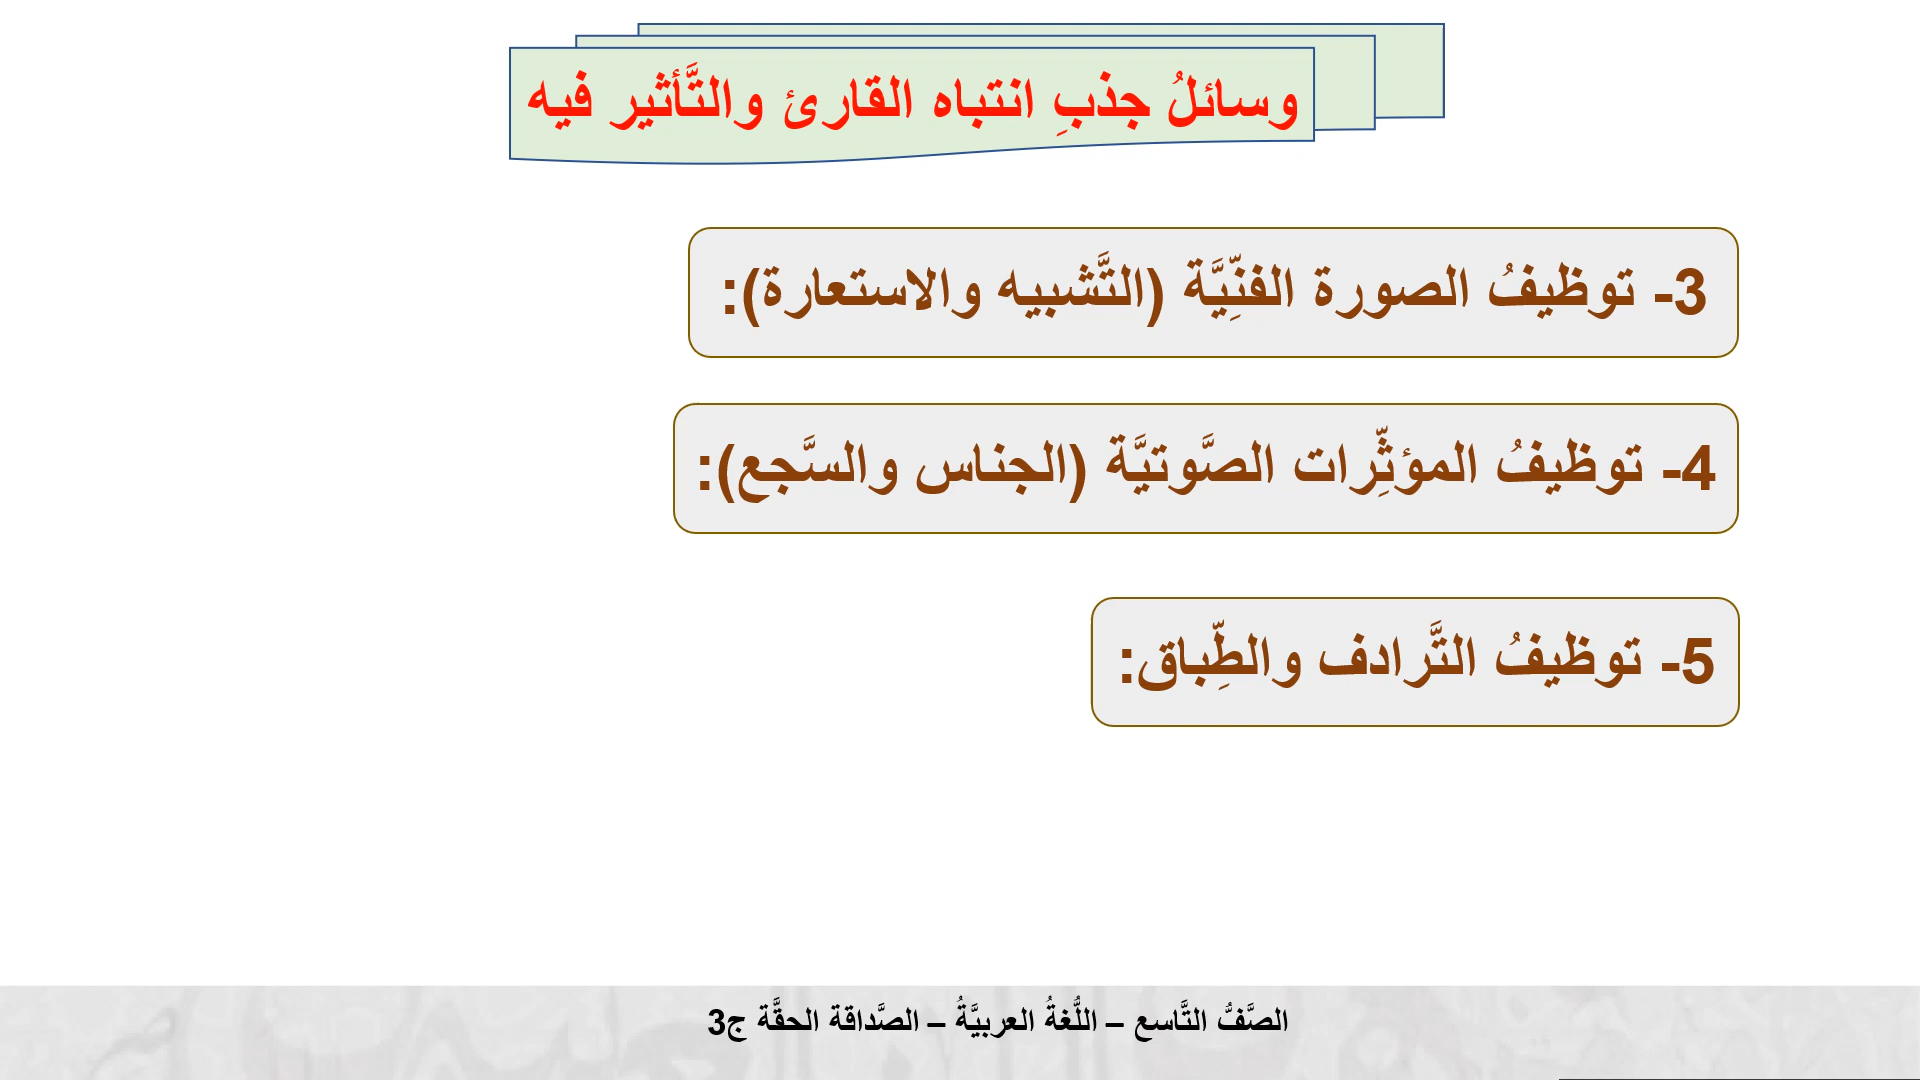 وسائلُ جذبِ انتباه القارئ والتَّأثير فيه
3- توظيفُ الصورة الفنِّيَّة (التَّشبيه والاستعارة):
4- توظيفُ المؤثِّرات الصَّوتيَّة (الجناس والسَّجع):
5- توظيفُ التَّرادف والطِّباق:
الصَّفُّ التَّاسع – اللُّغةُ العربيَّةُ – الصَّداقة الحقَّة ج3